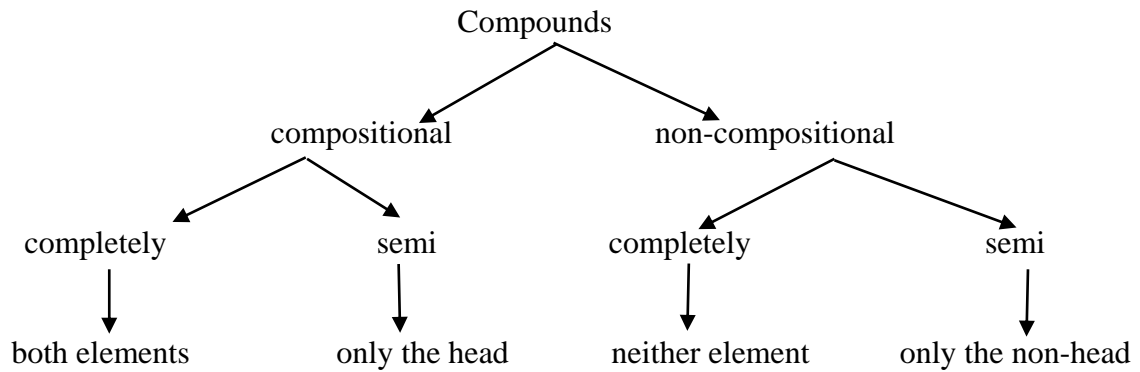 Compounds
compositional non-compositional
completely semi completely semi
both elements only the head neither element only the non-head